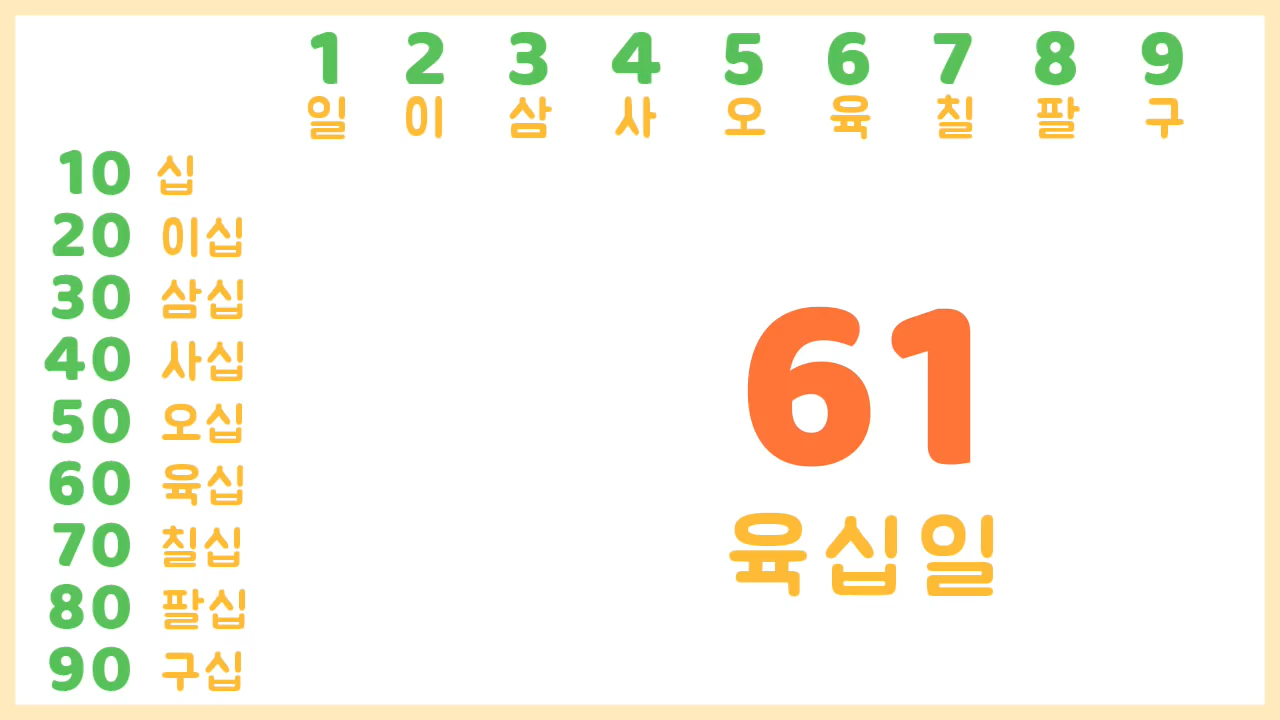 1 2 3 4 5 6 7 8 9
일 이 삼 사 오 육 칠 팔 구
10 십
20 이십
30 삼십
40 사십
50 오십
60 육십
70 칠십
80 팔십
90 구십
61
육십일